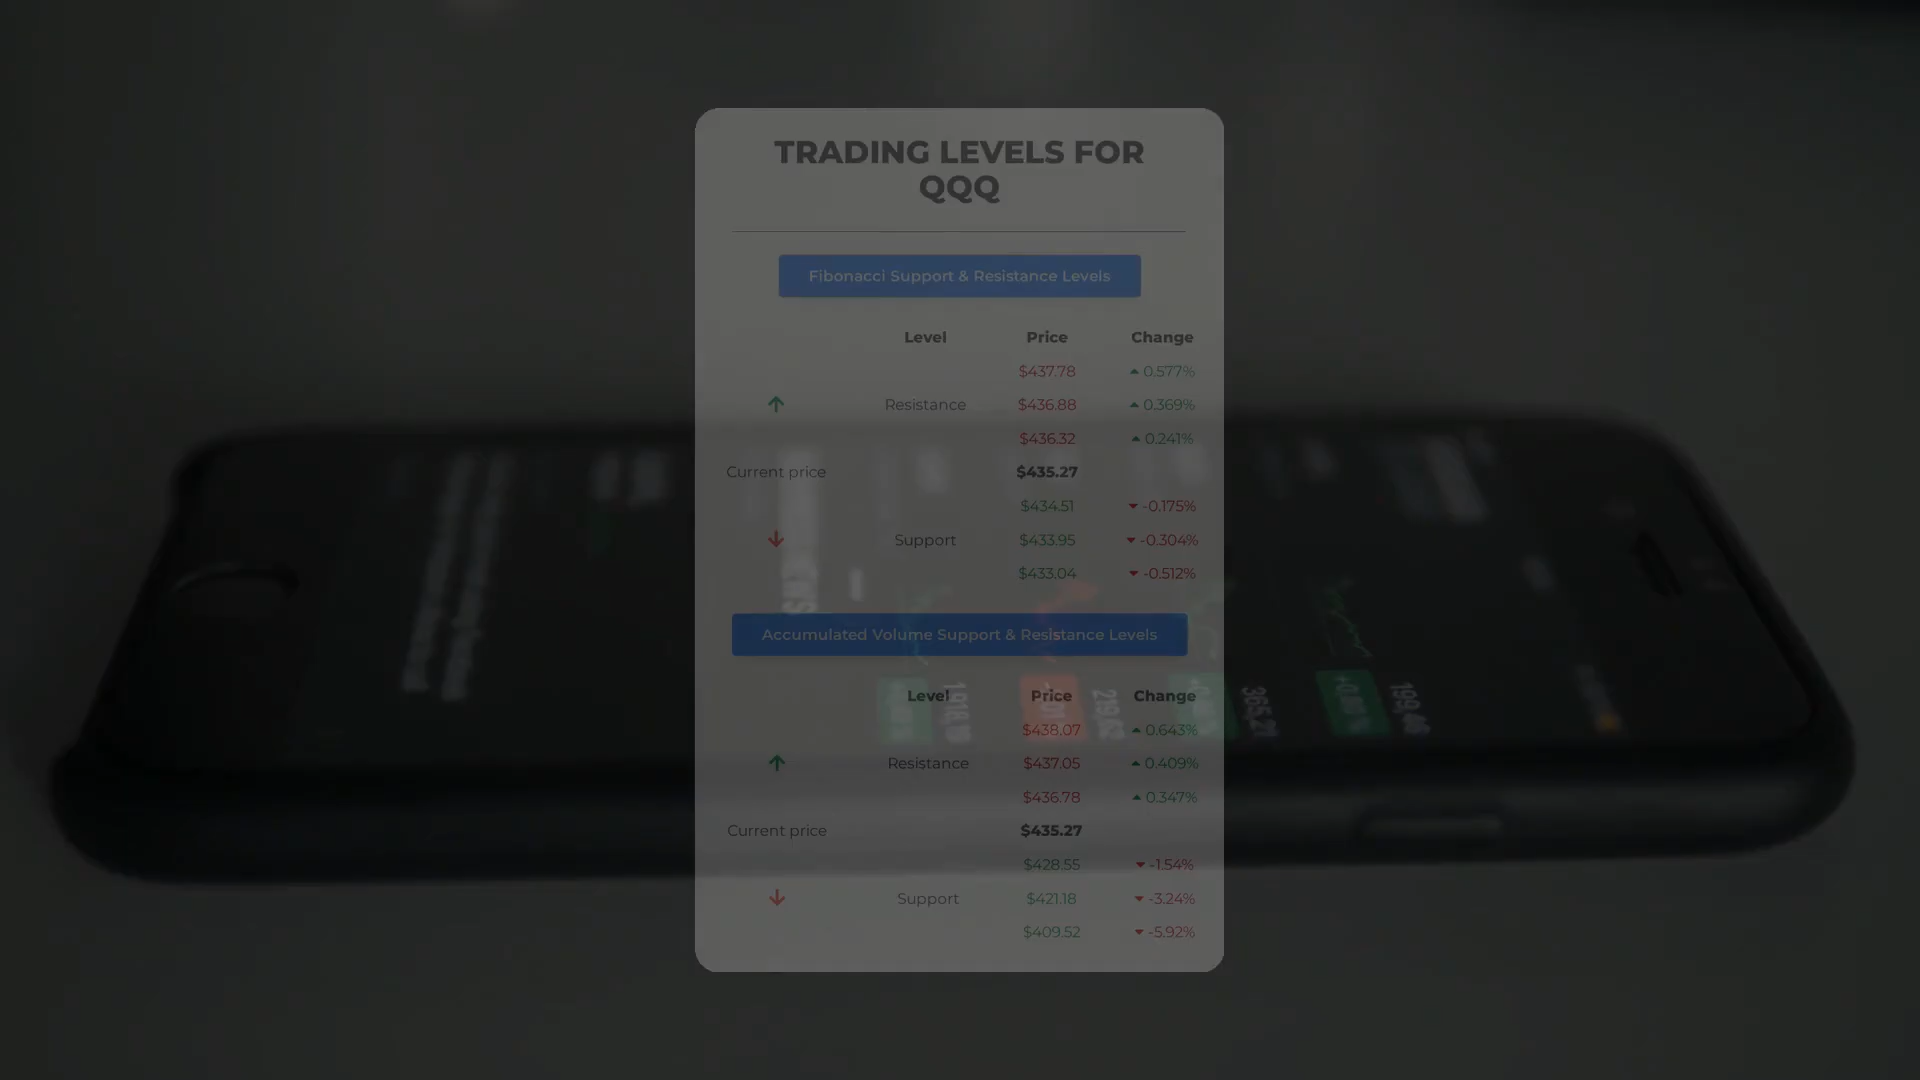 TRADING LEVELS FOR
QQQ
Fibonacci Support & Resistance Levels
Level Price Change
$437.78 0.577%
Resistance $436.88 0.369%
$436.32 0.241%
Current price $435.27
$434.51 -0.175%
Support $433.95 -0.304%
$433.04 -0.512%
Accumulated Volume Support & Resistance Levels
Level Price Change
$438.07 0.643%
Resistance $437.05 0.409%
$436.78 0.347%
Current price $435.27
$428.55 -1.54%
Support $421.18 -3.24%
$409.52 -5.92%